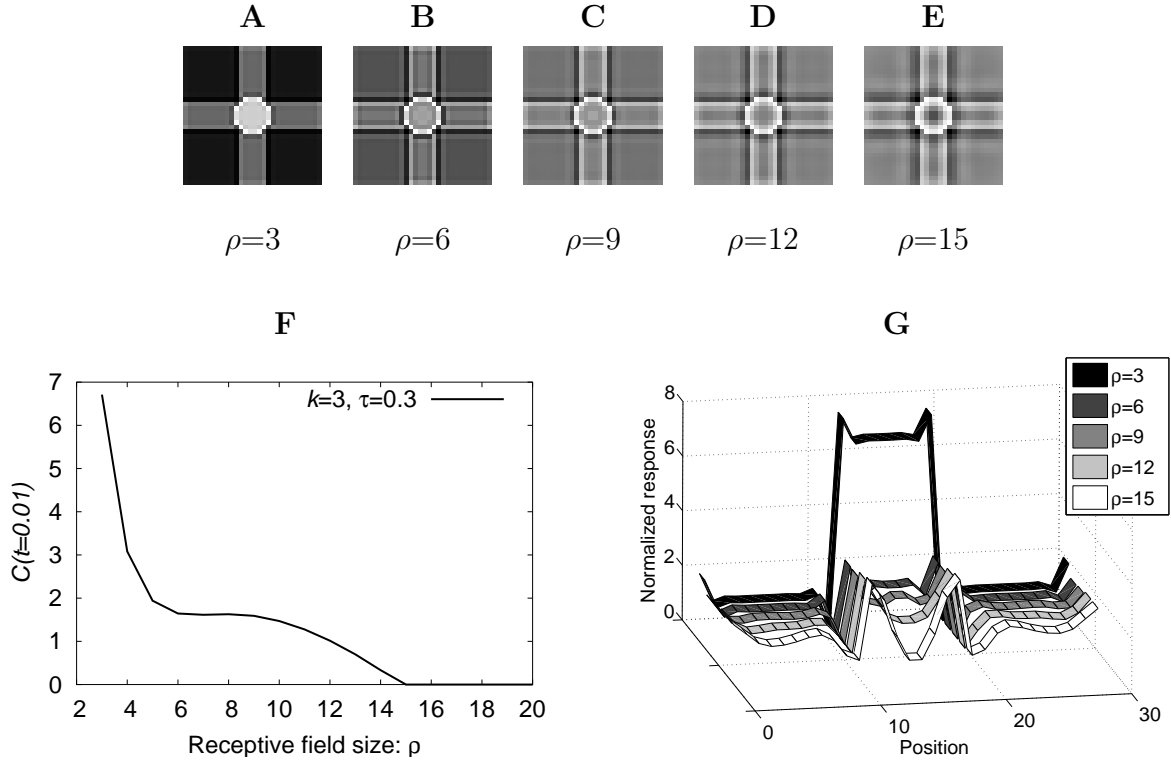 A B C D E
ρ=3 ρ=6 ρ=9 ρ=12 ρ=15
F
7
6
5
4
3
2
1
0
C(t=0.01)
k=3, τ=0.3
2 4 6 8 10 12 14 16 18 20
Receptive field size: ρ
G
ρ=3
ρ=6
ρ=9
ρ=12
ρ=15
8
6
4
2
0
Normalized response
0 10 20 30
Position